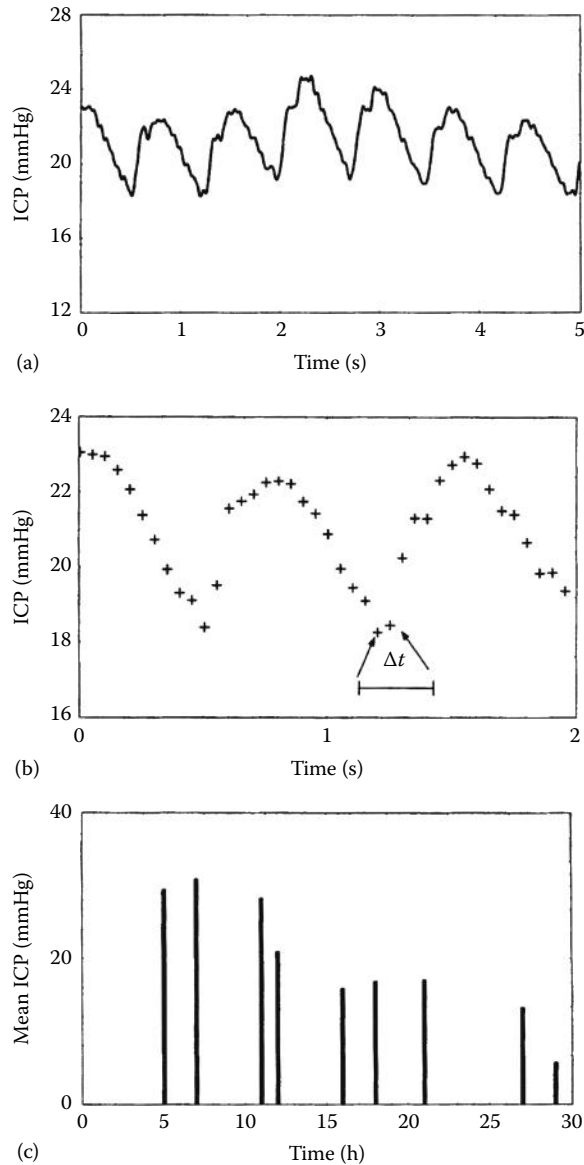 28
24
20
16
12
ICP (mmHg)
0 1 2 3 4 5
(a) Time (s)
24
22
20
18
16
ICP (mmHg)
Δt
0 1 2
(b) Time (s)
40
20
0
Mean ICP (mmHg)
0 5 10 15 20 25 30
(c) Time (h)